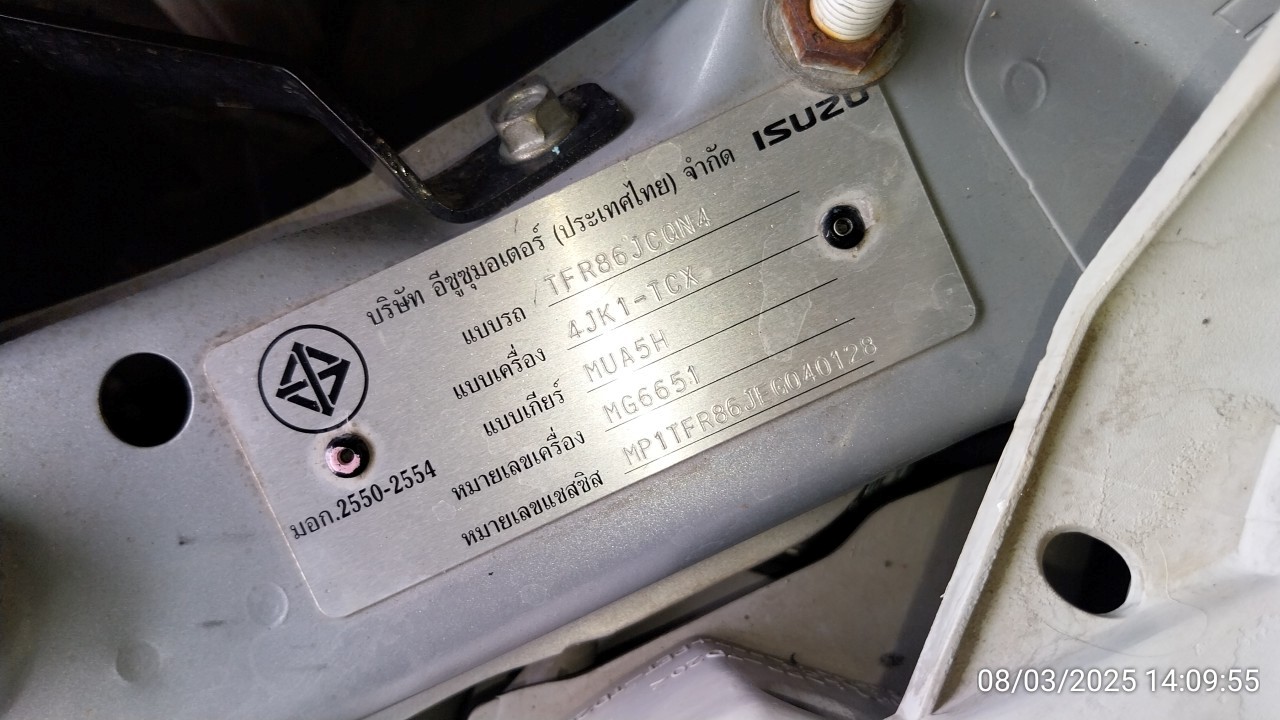 ISUZU
บริษัท อีซูซุมอเตอร์ (ประเทศไทย) จำกัด
แบบรถ TFR86JCQN4
แบบเครื่อง 4JK1-TCX
แบบเกียร์ MUA5H
หมายเลขเครื่อง MG6651
หมายเลขแชสซิส MP1TFR86JEG040128
มอก.2550-2554
08/03/2025 14:09:55